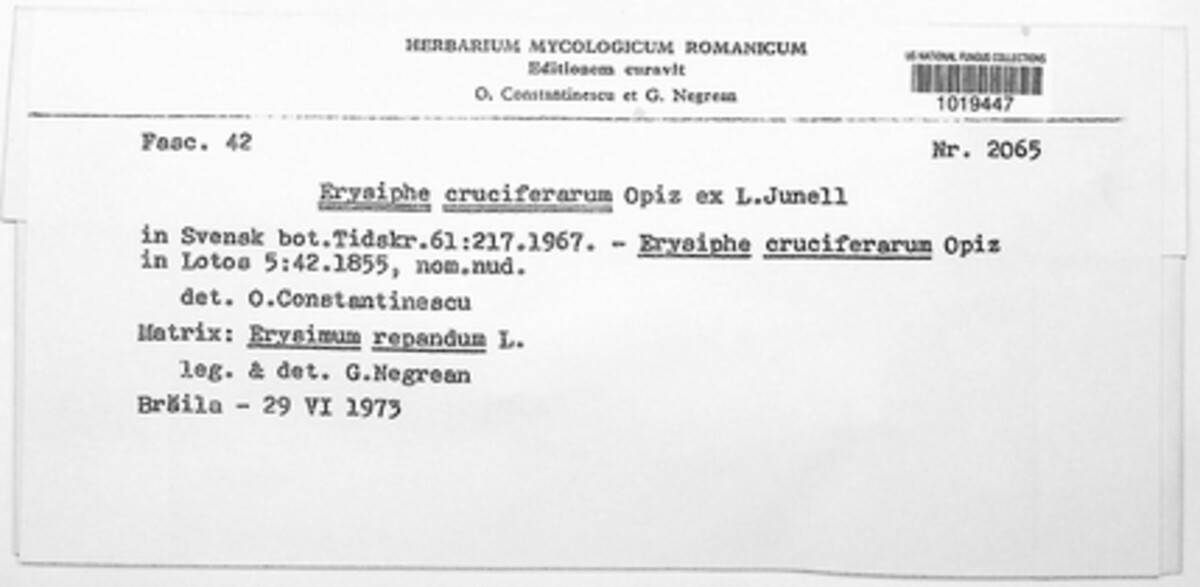 HERBARIUM MYCOLOGICUM ROMANICUM
Editionem curavit
O. Constantinescu et G. Negrean
US NATIONAL FUNGUS COLLECTIONS
1019447
Fasc. 42
Nr. 2065
Erysiphe cruciferarum Opiz ex L.Junell
in Svensk bot.Tidskr.61:217.1967. - Erysiphe cruciferarum Opiz
in Lotos 5:42.1855, nom.nud.
det. O.Constantinescu
Matrix: Erysimum repandum L.
leg. & det. G.Negrean
Brăila - 29 VI 1973